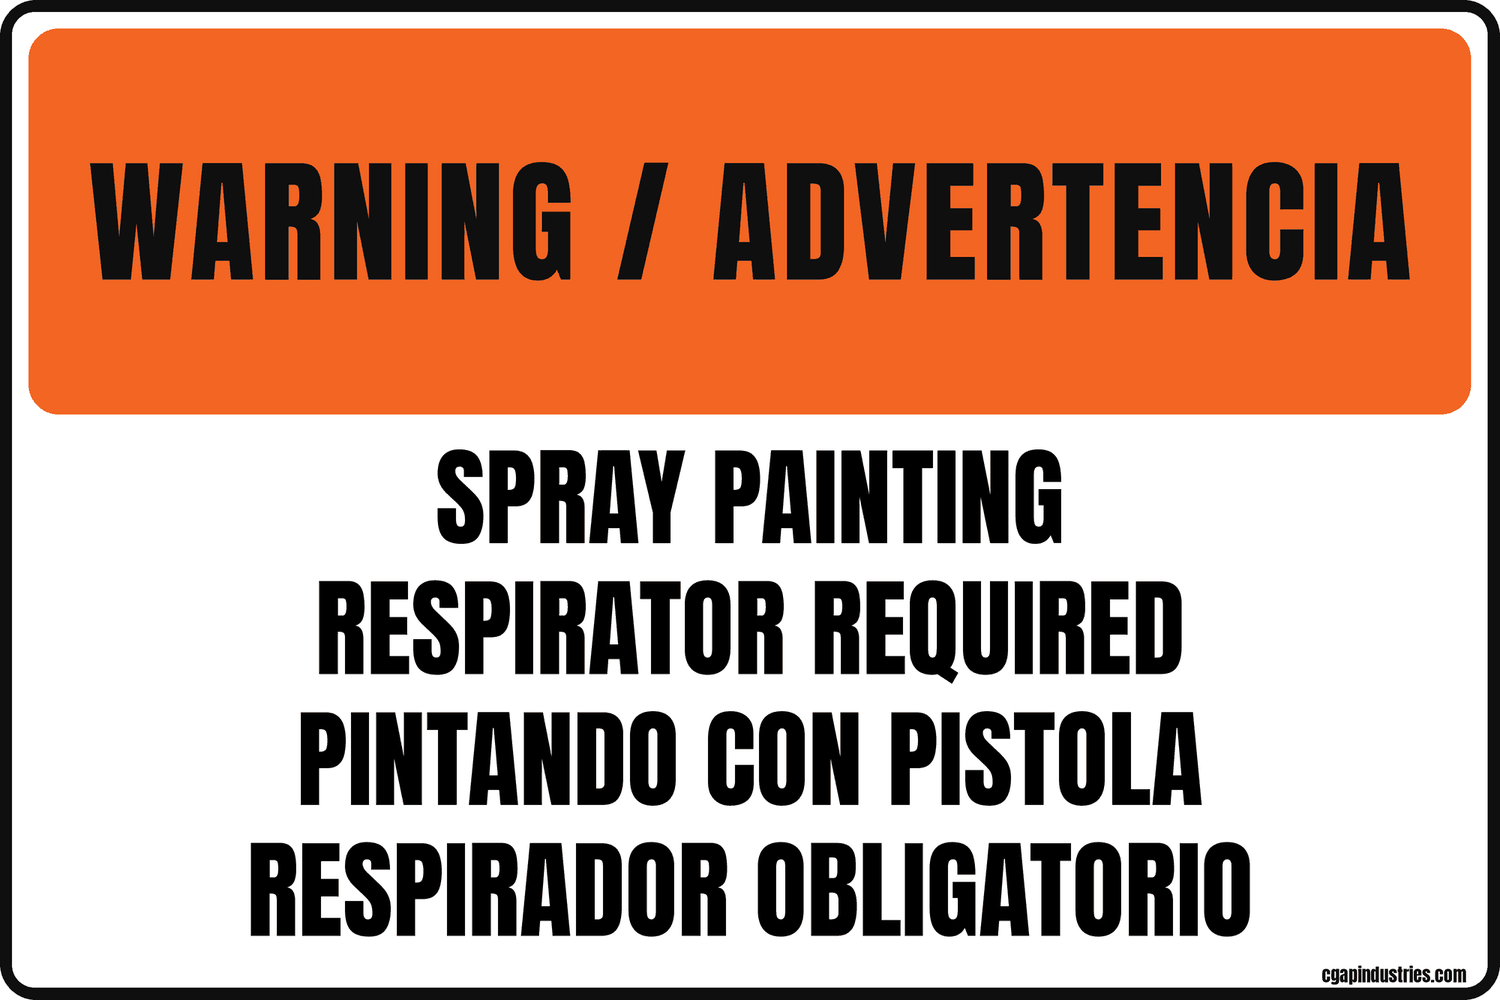 WARNING / ADVERTENCIA
SPRAY PAINTING
RESPIRATOR REQUIRED
PINTANDO CON PISTOLA
RESPIRADOR OBLIGATORIO
cgapindustries.com